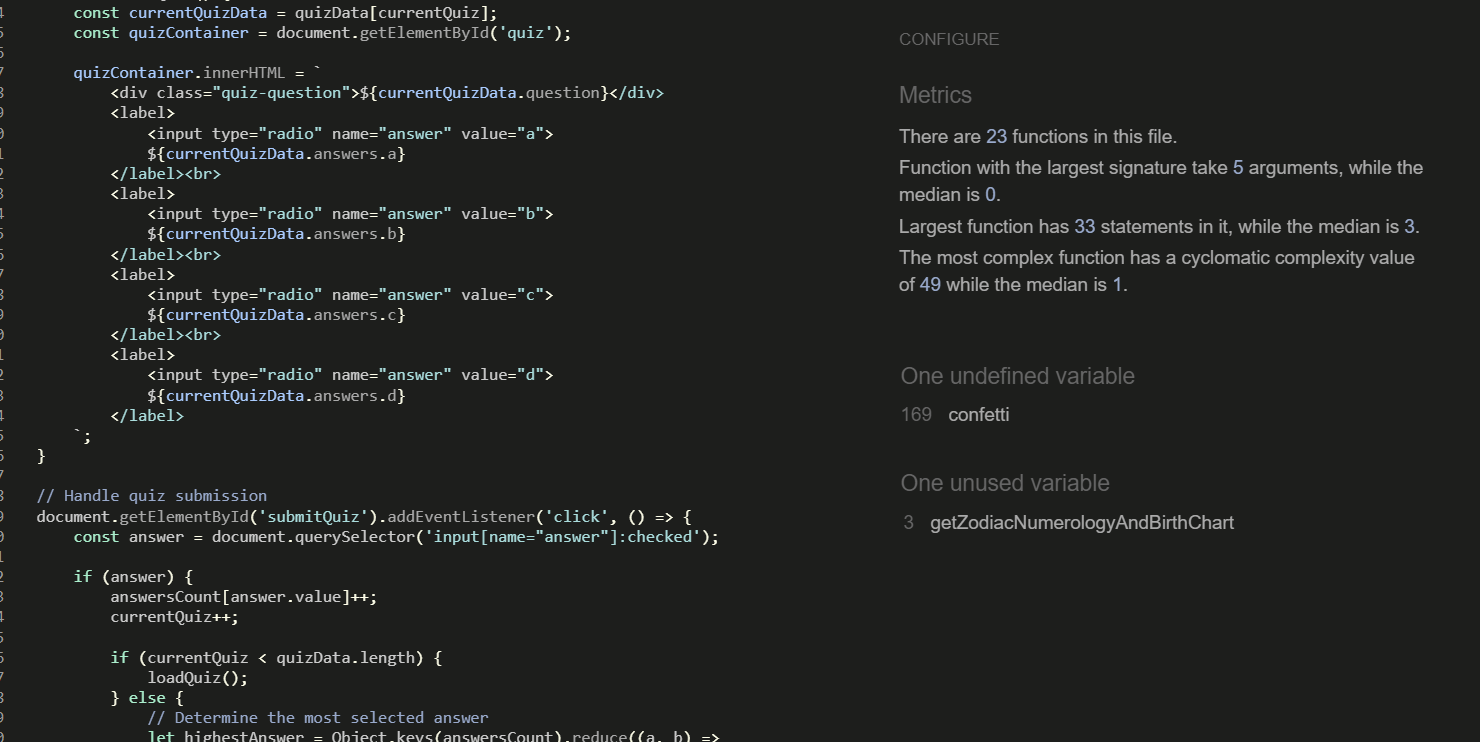 const currentQuizData = quizData[currentQuiz];
const quizContainer = document.getElementById('quiz');
quizContainer.innerHTML = `
<div class="quiz-question">${currentQuizData.question}</div>
<label>
<input type="radio" name="answer" value="a">
${currentQuizData.answers.a}
</label><br>
<label>
<input type="radio" name="answer" value="b">
${currentQuizData.answers.b}
</label><br>
<label>
<input type="radio" name="answer" value="c">
${currentQuizData.answers.c}
</label><br>
<label>
<input type="radio" name="answer" value="d">
${currentQuizData.answers.d}
</label>
`;
}
// Handle quiz submission
document.getElementById('submitQuiz').addEventListener('click', () => {
const answer = document.querySelector('input[name="answer"]:checked');
if (answer) {
answersCount[answer.value]++;
currentQuiz++;
if (currentQuiz < quizData.length) {
loadQuiz();
} else {
// Determine the most selected answer
let highestAnswer = Object.keys(answersCount).reduce((a, b) =>
CONFIGURE
Metrics
There are 23 functions in this file.
Function with the largest signature take 5 arguments, while the
median is 0.
Largest function has 33 statements in it, while the median is 3.
The most complex function has a cyclomatic complexity value
of 49 while the median is 1.
One undefined variable
169 confetti
One unused variable
3 getZodiacNumerologyAndBirthChart